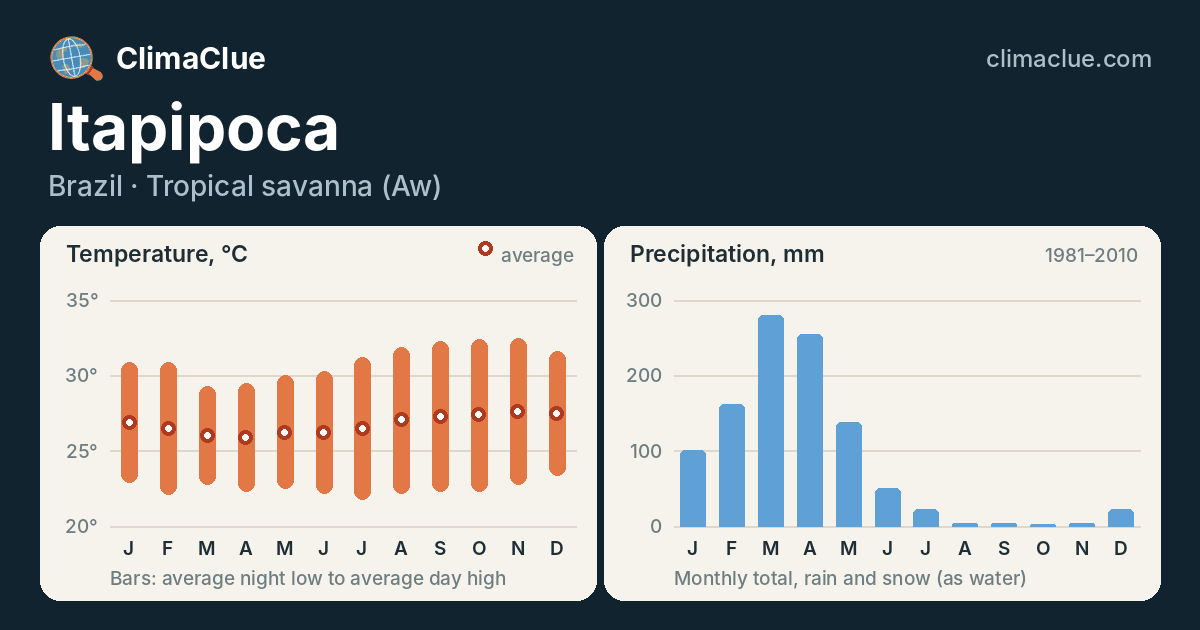 ClimaClue
climaclue.com
Itapipoca
Brazil · Tropical savanna (Aw)
Temperature, °C
average
35°
30°
25°
20°
J F M A M J J A S O N D
Bars: average night low to average day high
Precipitation, mm
1981–2010
300
200
100
0
J F M A M J J A S O N D
Monthly total, rain and snow (as water)